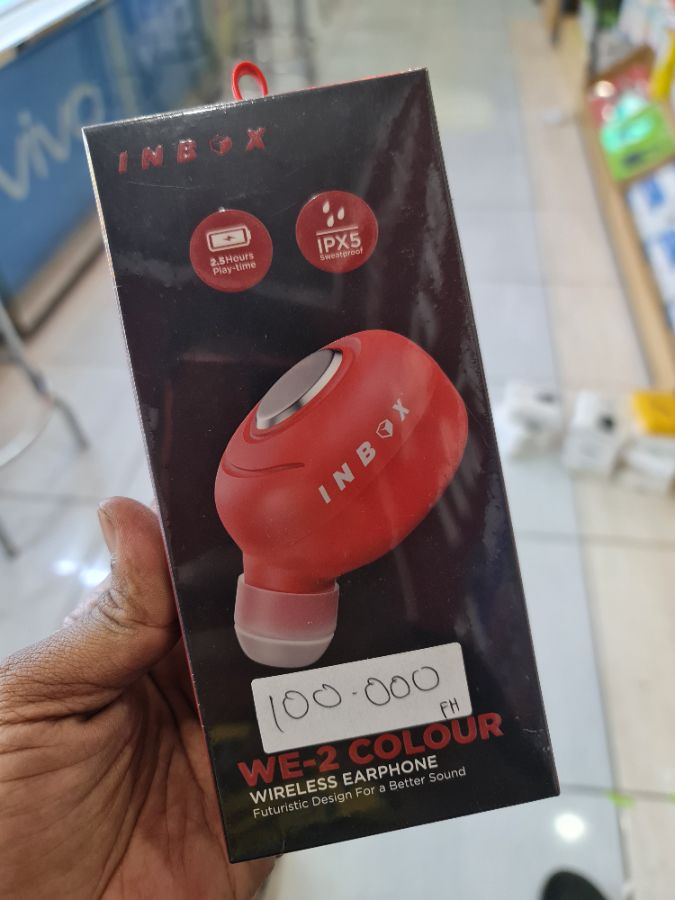 vivo
INBOX
2.5Hours
Play-time
IPX5
Sweatproof
INBOX
100.000
FH
WE-2 COLOUR
WIRELESS EARPHONE
Futuristic Design For a Better Sound